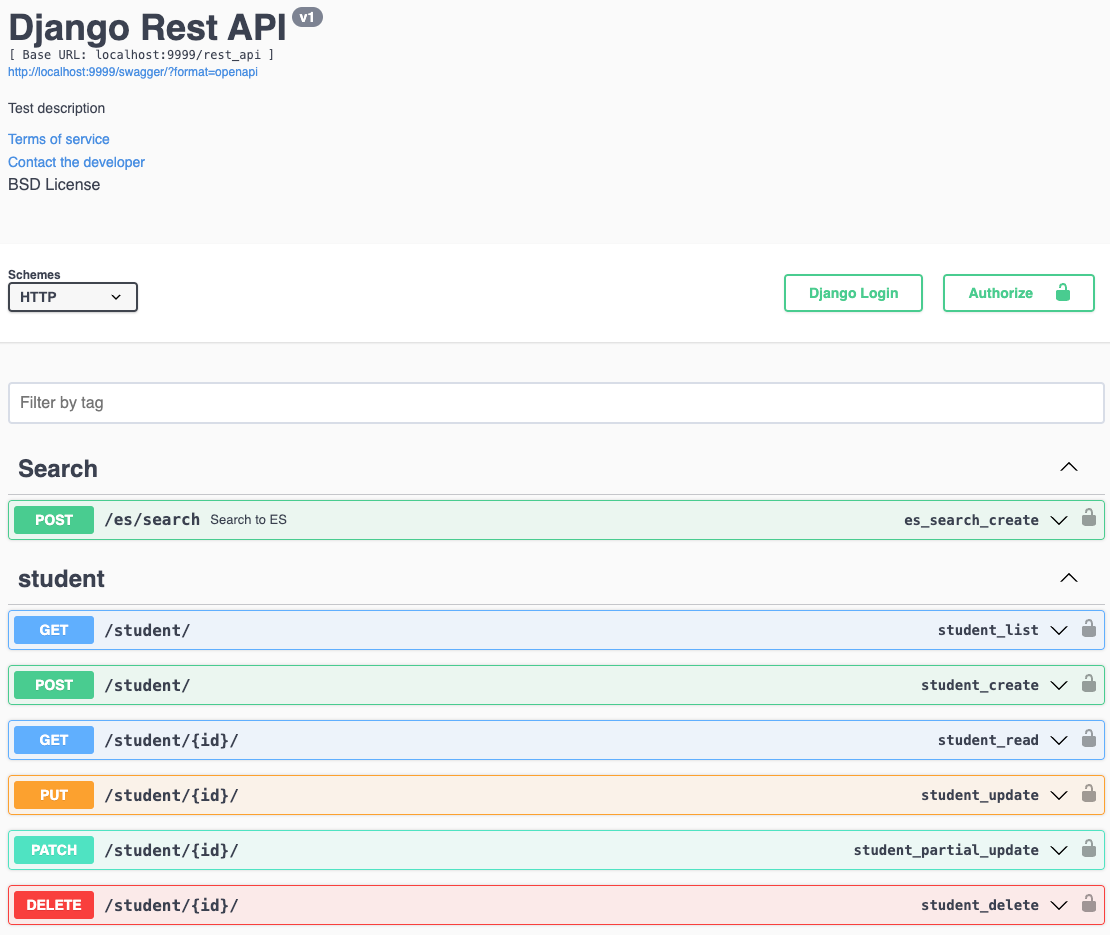 Django Rest API v1
[ Base URL: localhost:9999/rest_api ]
http://localhost:9999/swagger/?format=openapi
Test description
Terms of service
Contact the developer
BSD License
Schemes
HTTP
Django Login
Authorize
Filter by tag
Search
POST /es/search Search to ES es_search_create
student
GET /student/ student_list
POST /student/ student_create
GET /student/{id}/ student_read
PUT /student/{id}/ student_update
PATCH /student/{id}/ student_partial_update
DELETE /student/{id}/ student_delete